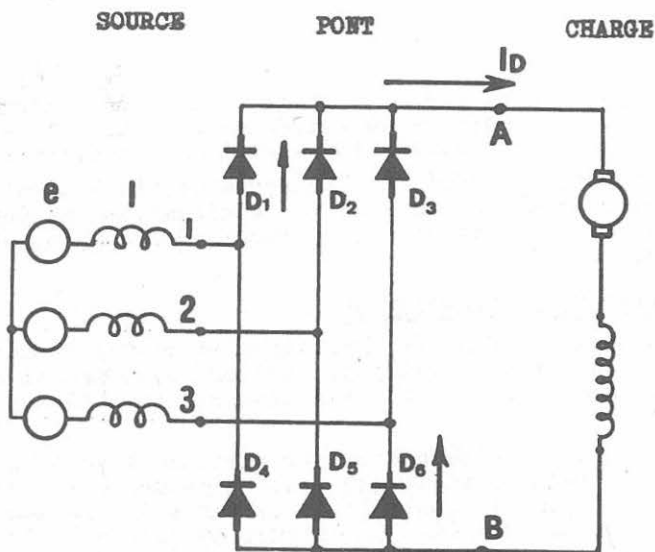 SOURCE PONT CHARGE
ID
A
D1 D2 D3
e l 1
2
3
D4 D5 D6
B